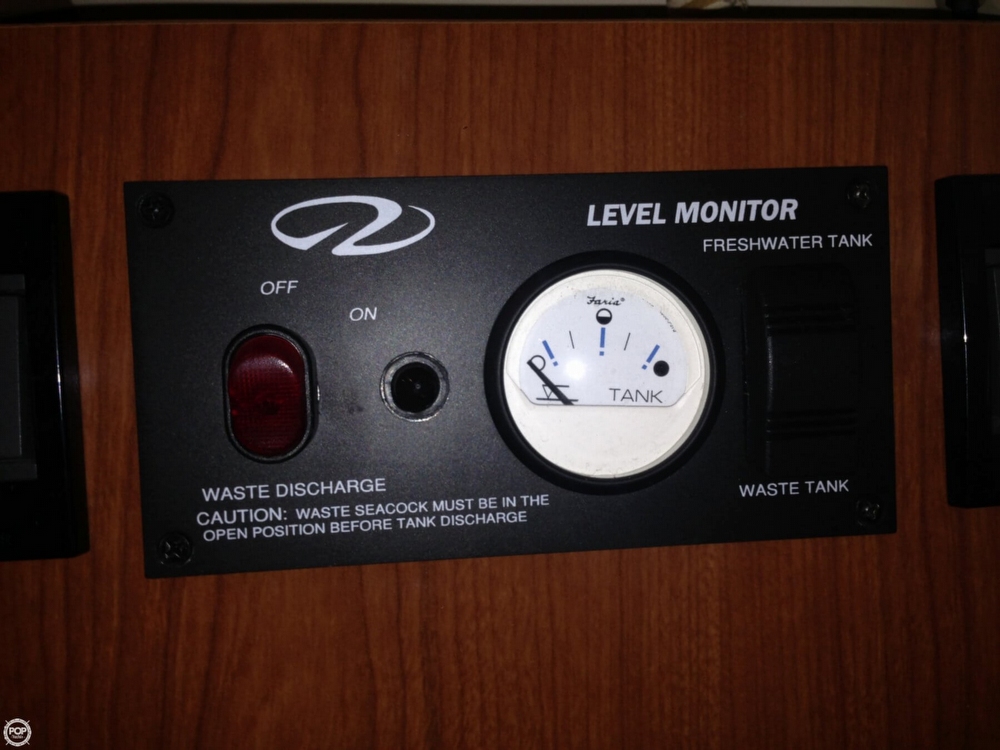 LEVEL MONITOR
FRESHWATER TANK
OFF
ON
Faria®
TANK
WASTE DISCHARGE
CAUTION: WASTE SEACOCK MUST BE IN THE
OPEN POSITION BEFORE TANK DISCHARGE
WASTE TANK
POP